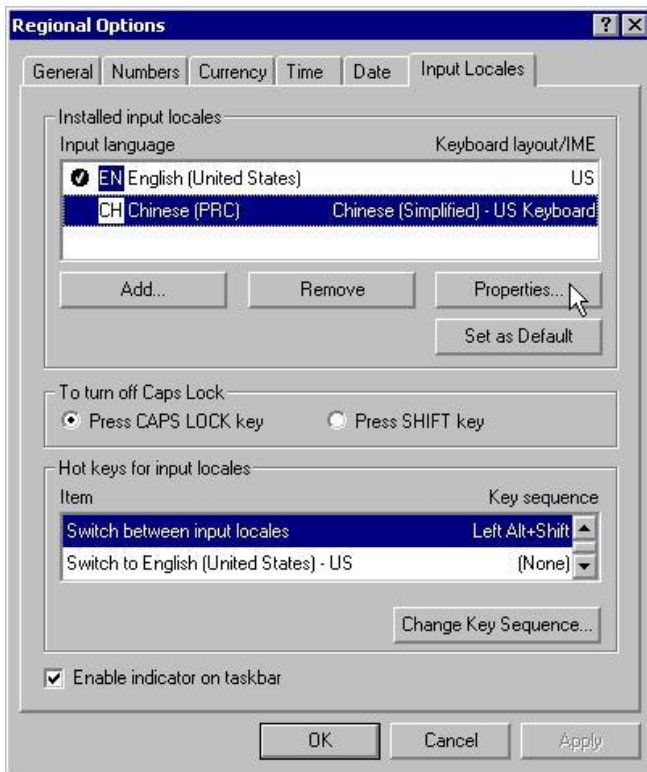 Regional Options
General Numbers Currency Time Date Input Locales
Installed input locales
Input language Keyboard layout/IME
EN English (United States) US
CH Chinese (PRC) Chinese (Simplified) - US Keyboard
Add... Remove Properties...
Set as Default
To turn off Caps Lock
Press CAPS LOCK key Press SHIFT key
Hot keys for input locales
Item Key sequence
Switch between input locales Left Alt+Shift
Switch to English (United States) - US (None)
Change Key Sequence...
Enable indicator on taskbar
OK Cancel Apply